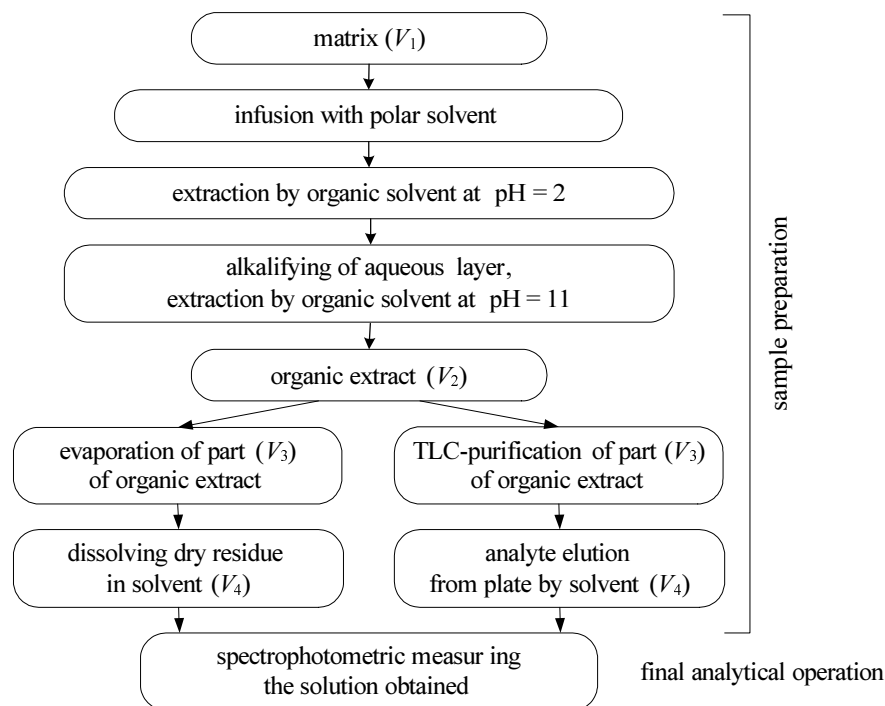 matrix (V1)
infusion with polar solvent
extraction by organic solvent at pH = 2
alkalifying of aqueous layer,
extraction by organic solvent at pH = 11
organic extract (V2)
evaporation of part (V3)
of organic extract
TLC-purification of part (V3)
of organic extract
dissolving dry residue
in solvent (V4)
analyte elution
from plate by solvent (V4)
spectrophotometric measur ing
the solution obtained
sample preparation
final analytical operation